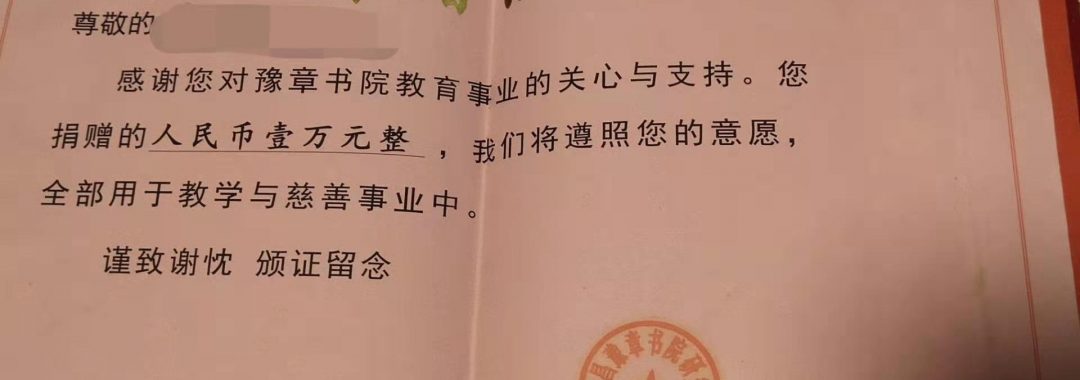 尊敬的
感谢您对豫章书院教育事业的关心与支持。您
捐赠的人民币壹万元整，我们将遵照您的意愿，
全部用于教学与慈善事业中。
谨致谢忱 颁证留念
昌豫章书院研